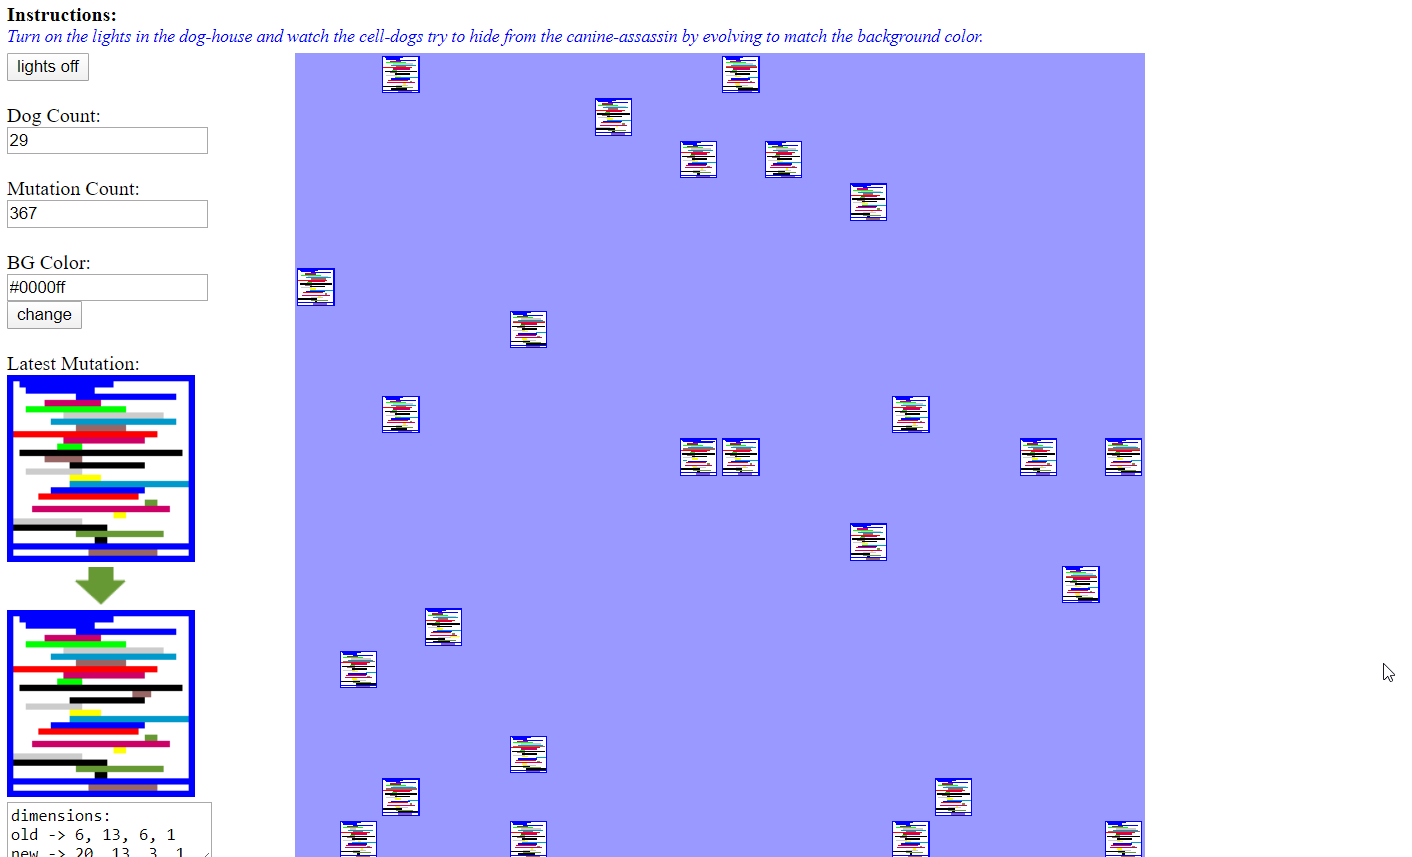 Instructions:
Turn on the lights in the dog-house and watch the cell-dogs try to hide from the canine-assassin by evolving to match the background color.
lights off
Dog Count:
29
Mutation Count:
367
BG Color:
#0000ff
change
Latest Mutation:
dimensions:
old -> 6, 13, 6, 1
new -> 20, 13, 3, 1